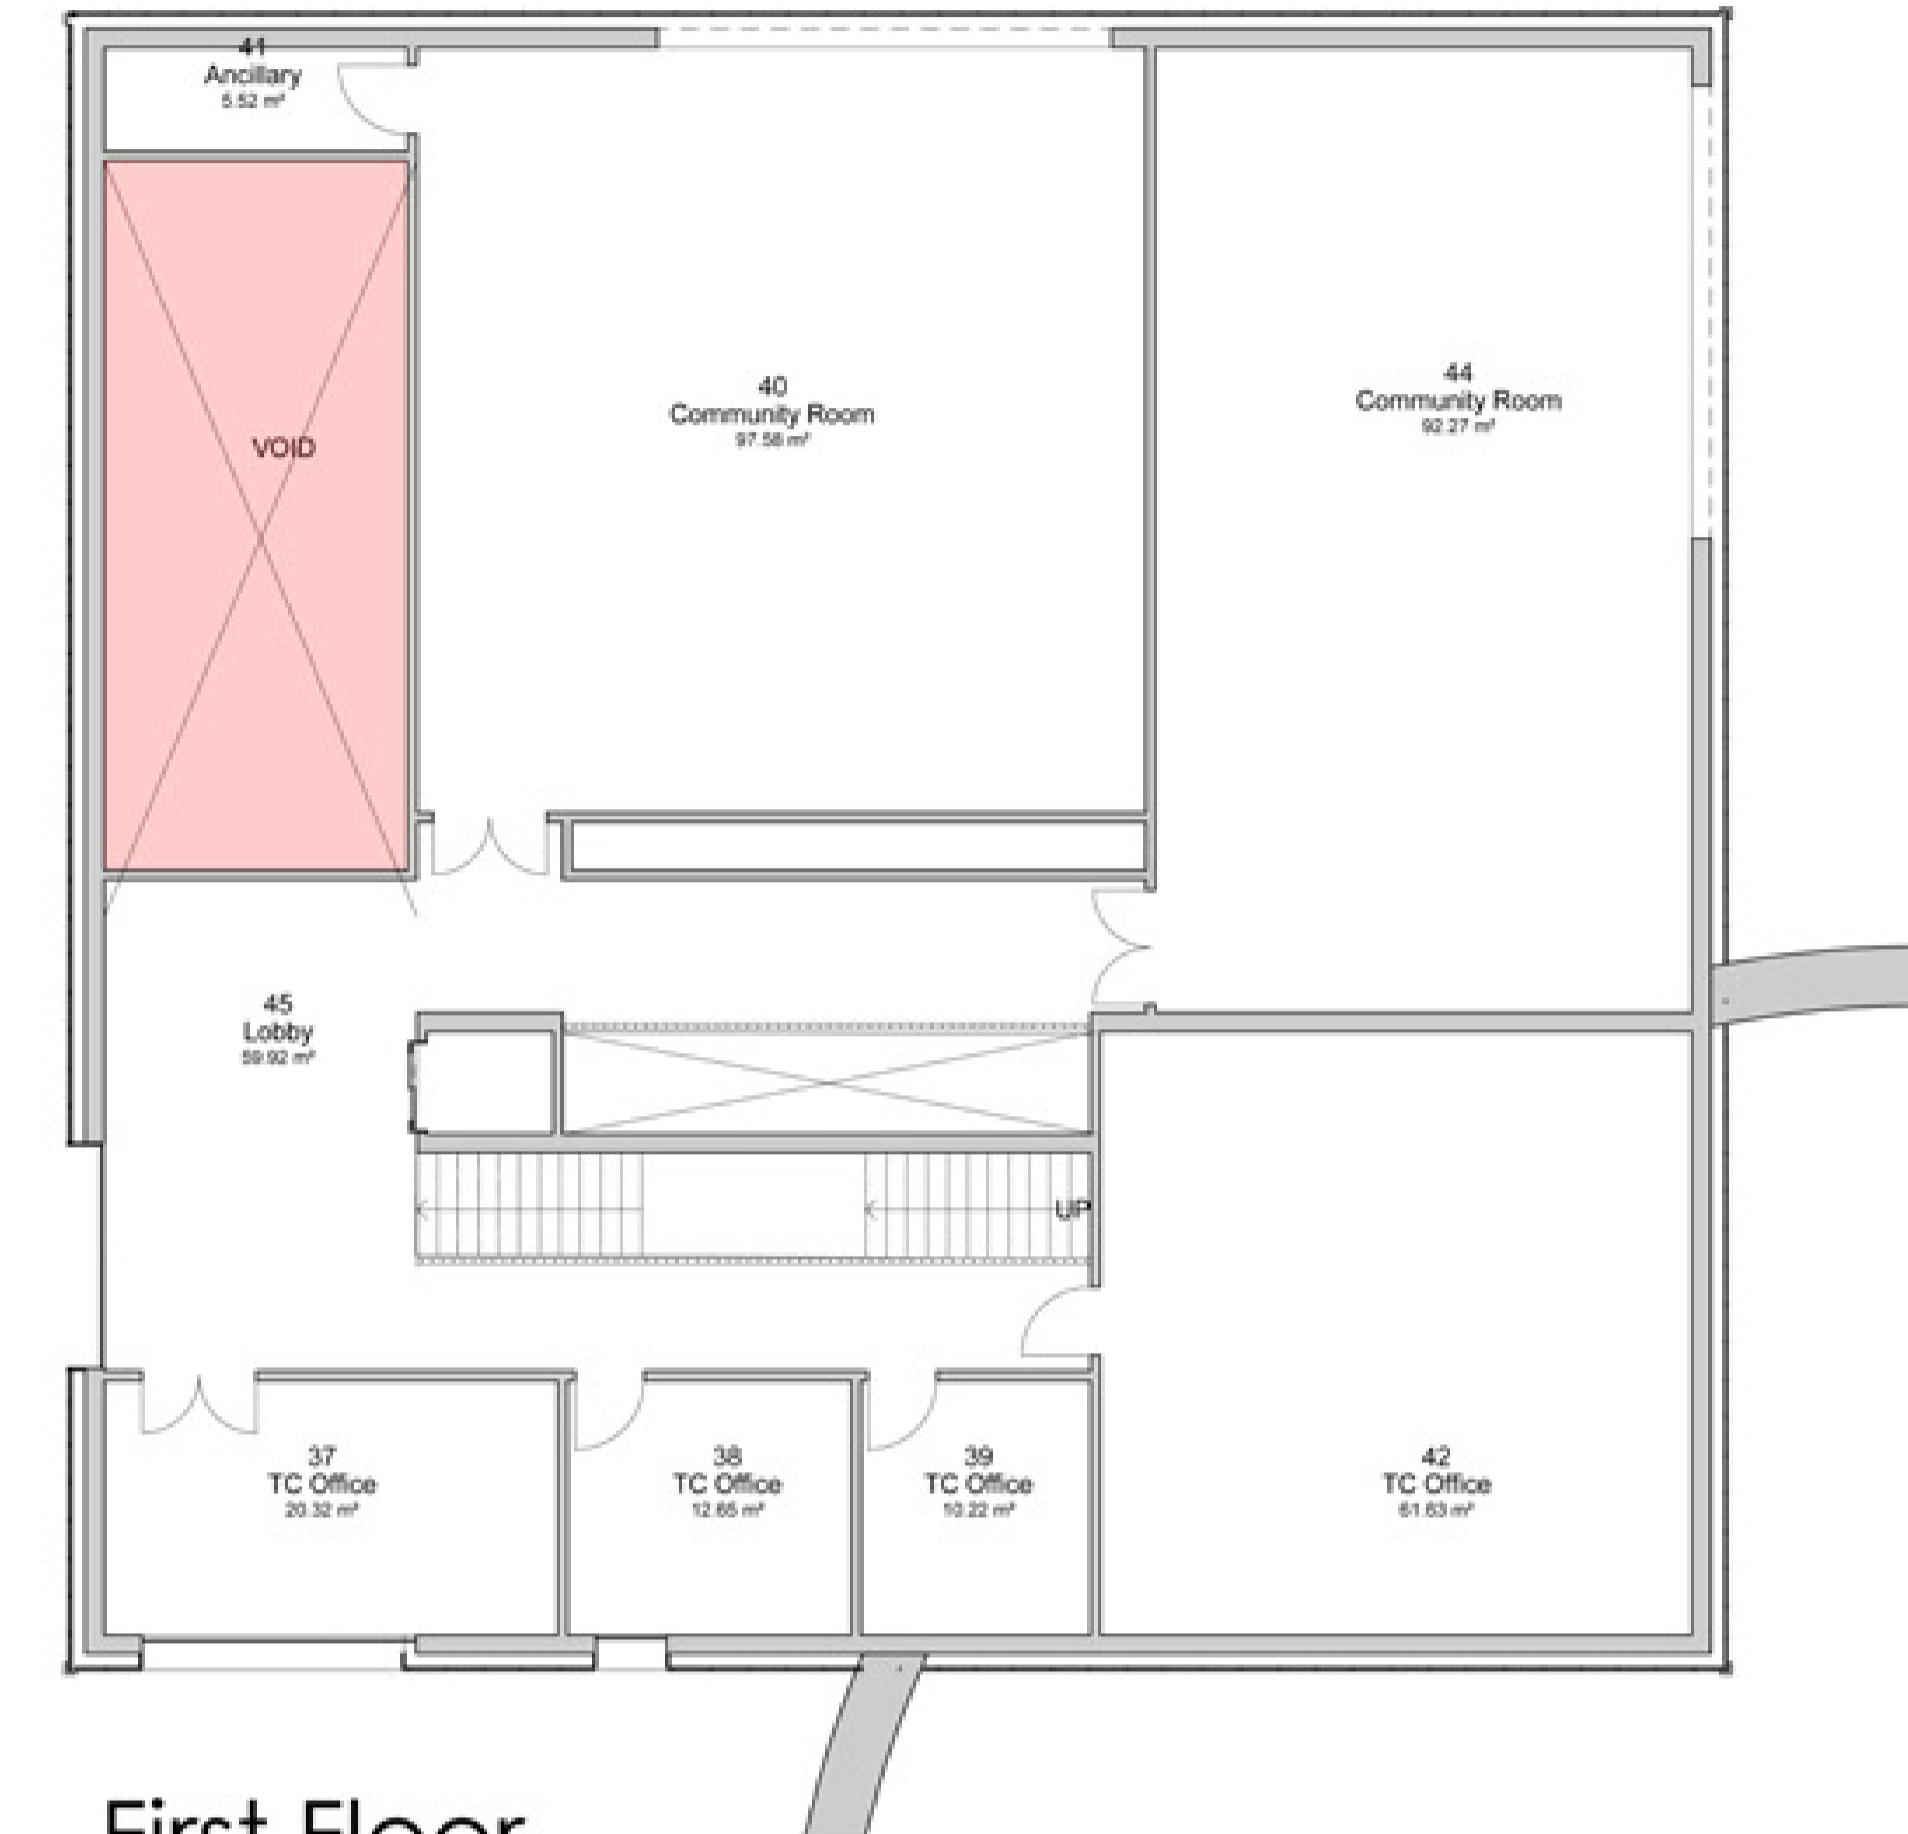 41
Ancillary
5.52 m²
40
Community Room
97.58 m²
44
Community Room
92.27 m²
VOID
45
Lobby
59.92 m²
UP
37
TC Office
20.32 m²
38
TC Office
12.65 m²
39
TC Office
10.22 m²
42
TC Office
61.63 m²
First Floor